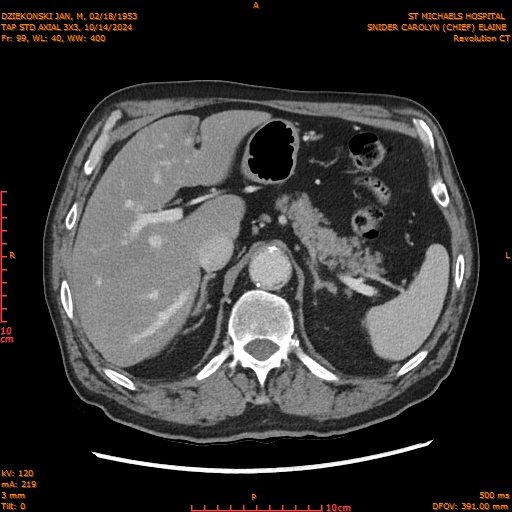 A
DZIEKONSKI JAN, M, 02/18/1953
TAP STD AXIAL 3X3, 10/14/2024
Fr: 99, WL: 40, WW: 400
ST MICHAELS HOSPITAL
SNIDER CAROLYN (CHIEF) ELAINE
Revolution CT
R
L
10
cm
kV: 120
mA: 219
3 mm
Tilt: 0
P
10cm
500 ms
DFOV: 391.00 mm